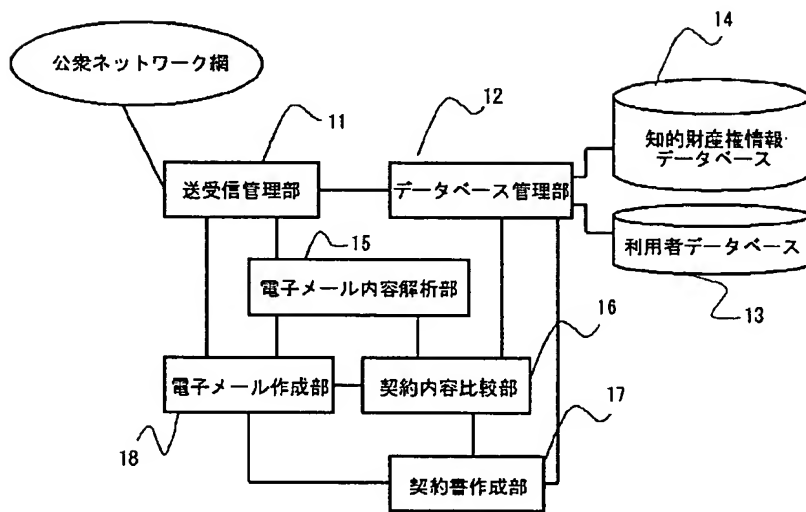 公衆ネットワーク網
14
11
12
知的財産権情報・
データベース
送受信管理部
データベース管理部
15
利用者データベース
電子メール内容解析部
13
16
電子メール作成部
契約内容比較部
17
18
契約書作成部